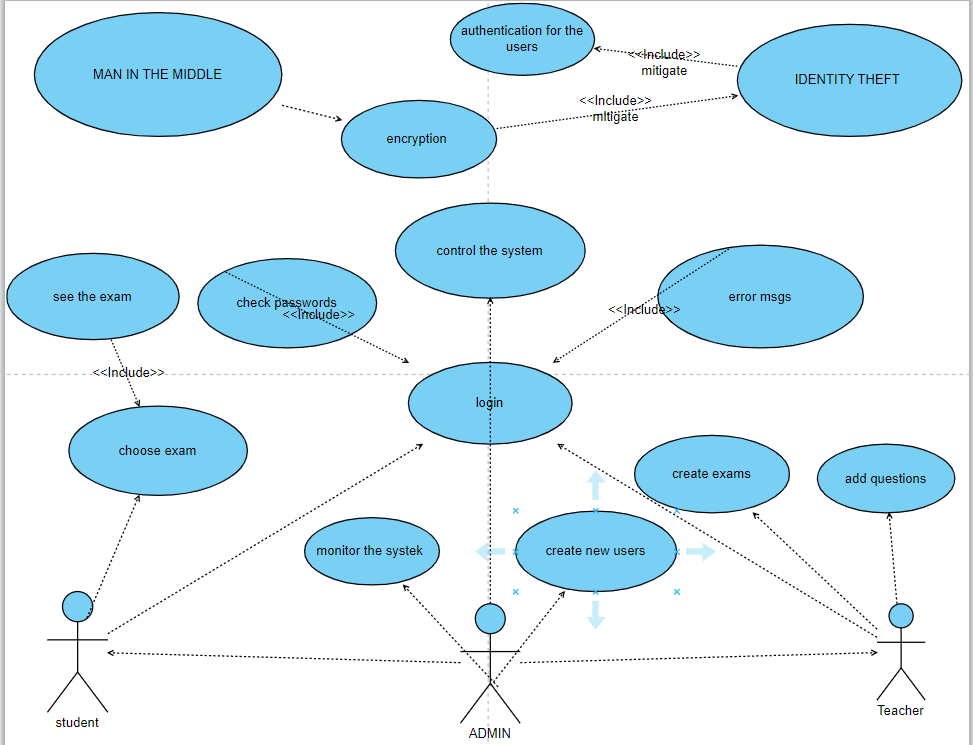 MAN IN THE MIDDLE
authentication for the
users
<<Include>>
mitigate
IDENTITY THEFT
<<Include>>
mitigate
encryption
control the system
see the exam
check passwords
<<Include>>
<<Include>>
error msgs
<<Include>>
login
choose exam
create exams
add questions
monitor the systek
create new users
student
ADMIN
Teacher